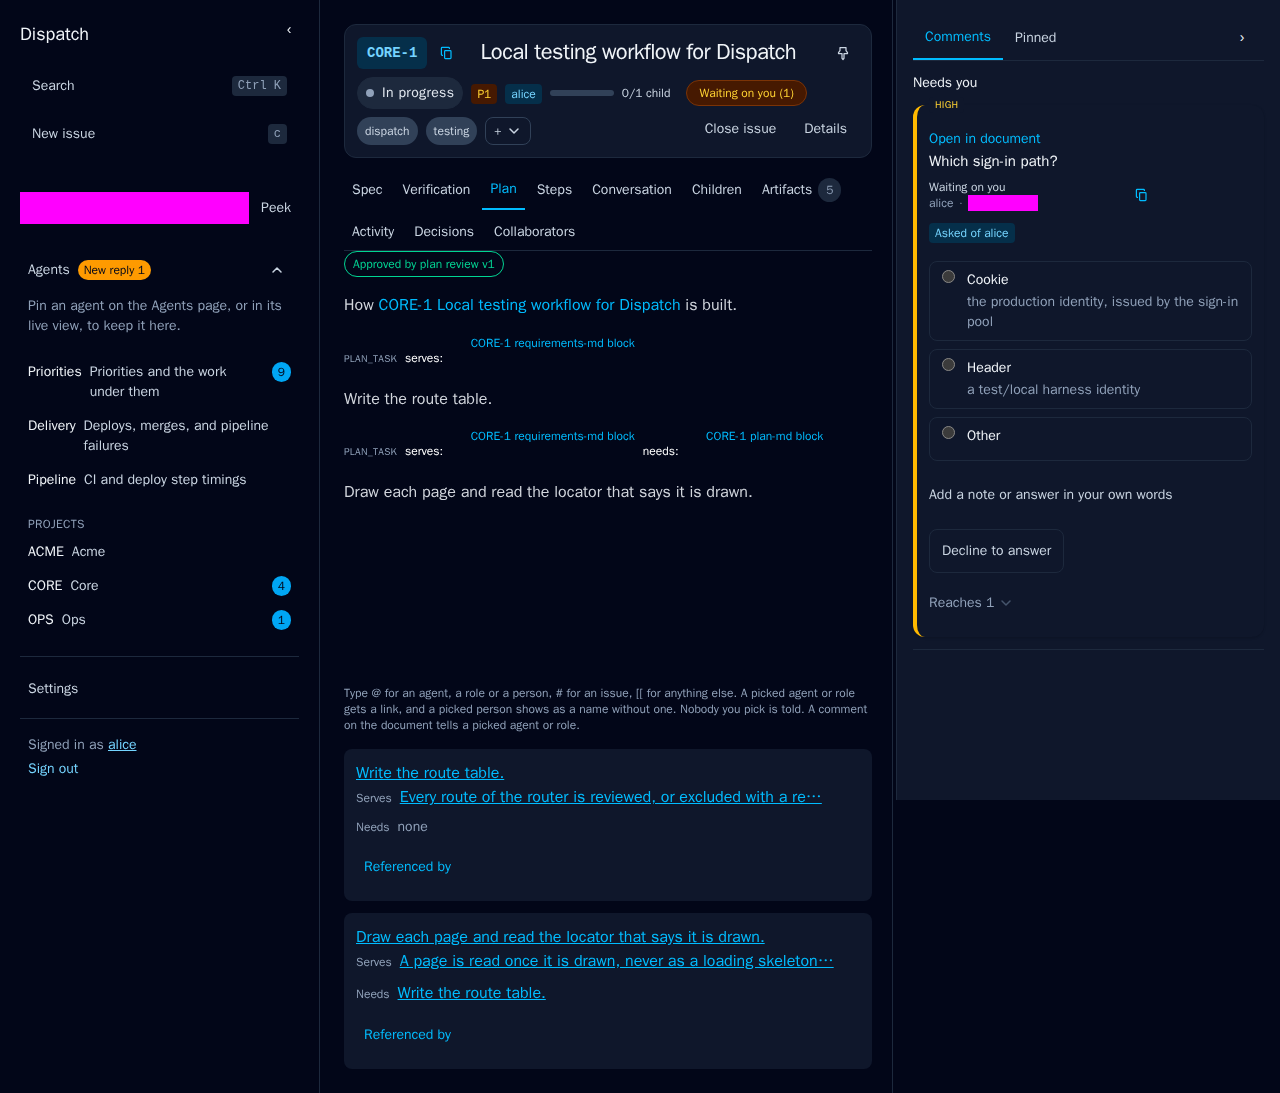 Dispatch
‹
Search
Ctrl K
New issue
C
Peek
Agents
New reply 1
Pin an agent on the Agents page, or in its
live view, to keep it here.
Priorities
Priorities and the work
under them
9
Delivery
Deploys, merges, and pipeline
failures
Pipeline
CI and deploy step timings
PROJECTS
ACME Acme
CORE Core
4
OPS Ops
1
Settings
Signed in as alice
Sign out
CORE-1
Local testing workflow for Dispatch
In progress
P1
alice
0/1 child
Waiting on you (1)
dispatch
testing
+
Close issue
Details
Spec
Verification
Plan
Steps
Conversation
Children
Artifacts 5
Activity
Decisions
Collaborators
Approved by plan review v1
How CORE-1 Local testing workflow for Dispatch is built.
CORE-1 requirements-md block
PLAN_TASK serves:
Write the route table.
CORE-1 requirements-md block
CORE-1 plan-md block
PLAN_TASK serves:
needs:
Draw each page and read the locator that says it is drawn.
Type @ for an agent, a role or a person, # for an issue, [[ for anything else. A picked agent or role
gets a link, and a picked person shows as a name without one. Nobody you pick is told. A comment
on the document tells a picked agent or role.
Write the route table.
Serves Every route of the router is reviewed, or excluded with a re···
Needs none
Referenced by
Draw each page and read the locator that says it is drawn.
Serves A page is read once it is drawn, never as a loading skeleton···
Needs Write the route table.
Referenced by
Comments
Pinned
›
Needs you
HIGH
Open in document
Which sign-in path?
Waiting on you
alice ·
Asked of alice
Cookie
the production identity, issued by the sign-in
pool
Header
a test/local harness identity
Other
Add a note or answer in your own words
Decline to answer
Reaches 1